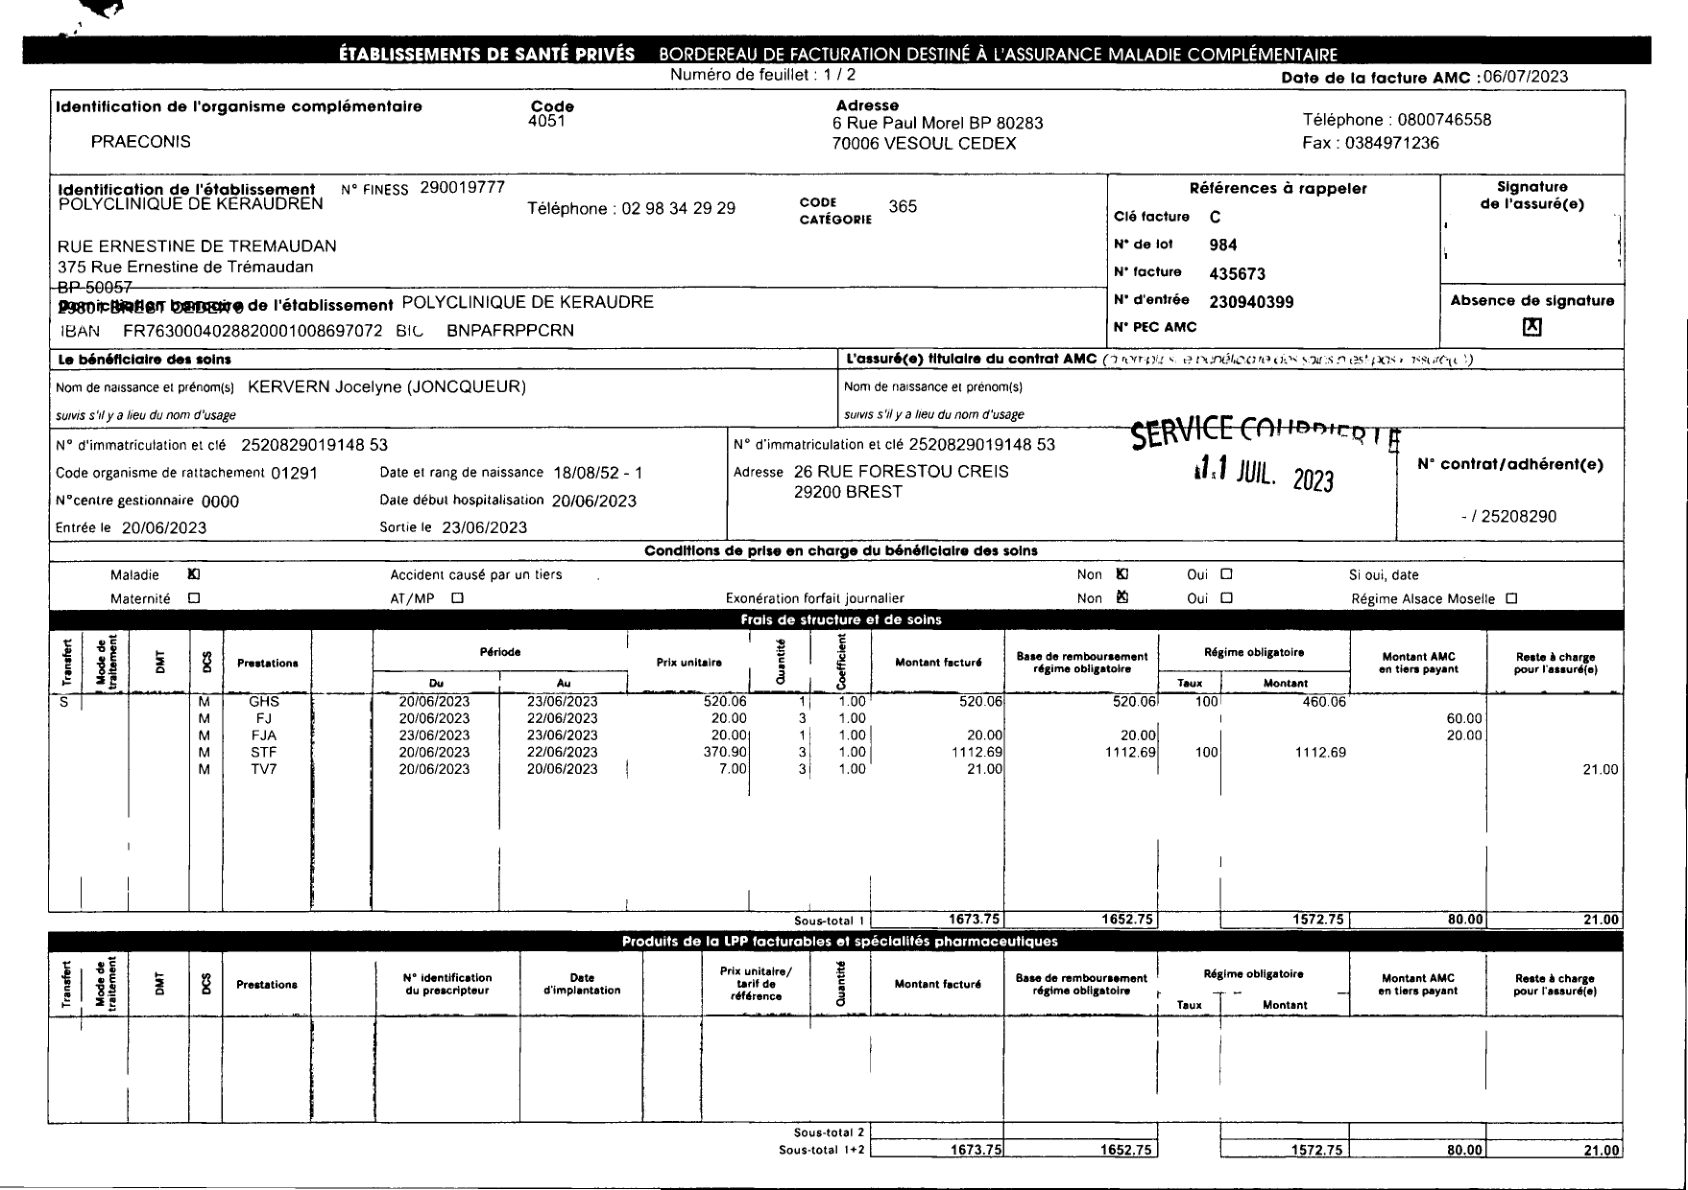 ÉTABLISSEMENTS DE SANTÉ PRIVÉS BORDEREAU DE FACTURATION DESTINÉ À L'ASSURANCE MALADIE COMPLÉMENTAIRE
Numéro de feuillet : 1 / 2
Date de la facture AMC : 06/07/2023
Identification de l'organisme complémentaire Code Adresse
4051 6 Rue Paul Morel BP 80283 Téléphone : 0800746558
PRAECONIS 70006 VESOUL CEDEX Fax : 0384971236
Identification de l'établissement N° FINESS 290019777 Références à rappeler Signature
POLYCLINIQUE DE KERAUDREN Téléphone : 02 98 34 29 29 CODE CATÉGORIE 365 de l'assuré(e)
Clé facture C
RUE ERNESTINE DE TREMAUDAN N° de lot 984
375 Rue Ernestine de Trémaudan N° facture 435673
BP 50057
Domiciliation bancaire de l'établissement POLYCLINIQUE DE KERAUDRE N° d'entrée 230940399 Absence de signature
IBAN FR7630004028820001008697072 BIC BNPAFRPPCRN N° PEC AMC X
Le bénéficiaire des soins L'assuré(e) titulaire du contrat AMC
Nom de naissance et prénom(s) KERVERN Jocelyne (JONCQUEUR) Nom de naissance et prénom(s)
suivis s'il y a lieu du nom d'usage suivis s'il y a lieu du nom d'usage
SERVICE COURRIER
11 JUIL. 2023
N° d'immatriculation et clé 2520829019148 53 N° d'immatriculation et clé 2520829019148 53
Code organisme de rattachement 01291 Date et rang de naissance 18/08/52 - 1 Adresse 26 RUE FORESTOU CREIS N° contrat/adhérent(e)
N°centre gestionnaire 0000 Date début hospitalisation 20/06/2023 29200 BREST
Entrée le 20/06/2023 Sortie le 23/06/2023 - / 25208290
Conditions de prise en charge du bénéficiaire des soins
Maladie X Accident causé par un tiers Non X Oui Si oui, date
Maternité AT/MP Exonération forfait journalier Non X Oui Régime Alsace Moselle
Frais de structure et de soins
Transfert Mode de traitement DMT DCS Prestations Période Prix unitaire Quantité Coefficient Montant facturé Base de remboursement régime obligatoire Régime obligatoire Montant AMC en tiers payant Reste à charge pour l'assuré(e)
Du Au Taux Montant
S M GHS 20/06/2023 23/06/2023 520.06 1 1.00 520.06 520.06 100 460.06
M FJ 20/06/2023 22/06/2023 20.00 3 1.00 60.00
M FJA 23/06/2023 23/06/2023 20.00 1 1.00 20.00 20.00 20.00
M STF 20/06/2023 22/06/2023 370.90 3 1.00 1112.69 1112.69 100 1112.69
M TV7 20/06/2023 20/06/2023 7.00 3 1.00 21.00 21.00
Sous-total 1 1673.75 1652.75 1572.75 80.00 21.00
Produits de la LPP facturables et spécialités pharmaceutiques
Transfert Mode de traitement DMT DCS Prestations N° identification du prescripteur Date d'implantation Prix unitaire/ tarif de référence Quantité Montant facturé Base de remboursement régime obligatoire Régime obligatoire Montant AMC en tiers payant Reste à charge pour l'assuré(e)
Taux Montant
Sous-total 2
Sous-total 1+2 1673.75 1652.75 1572.75 80.00 21.00